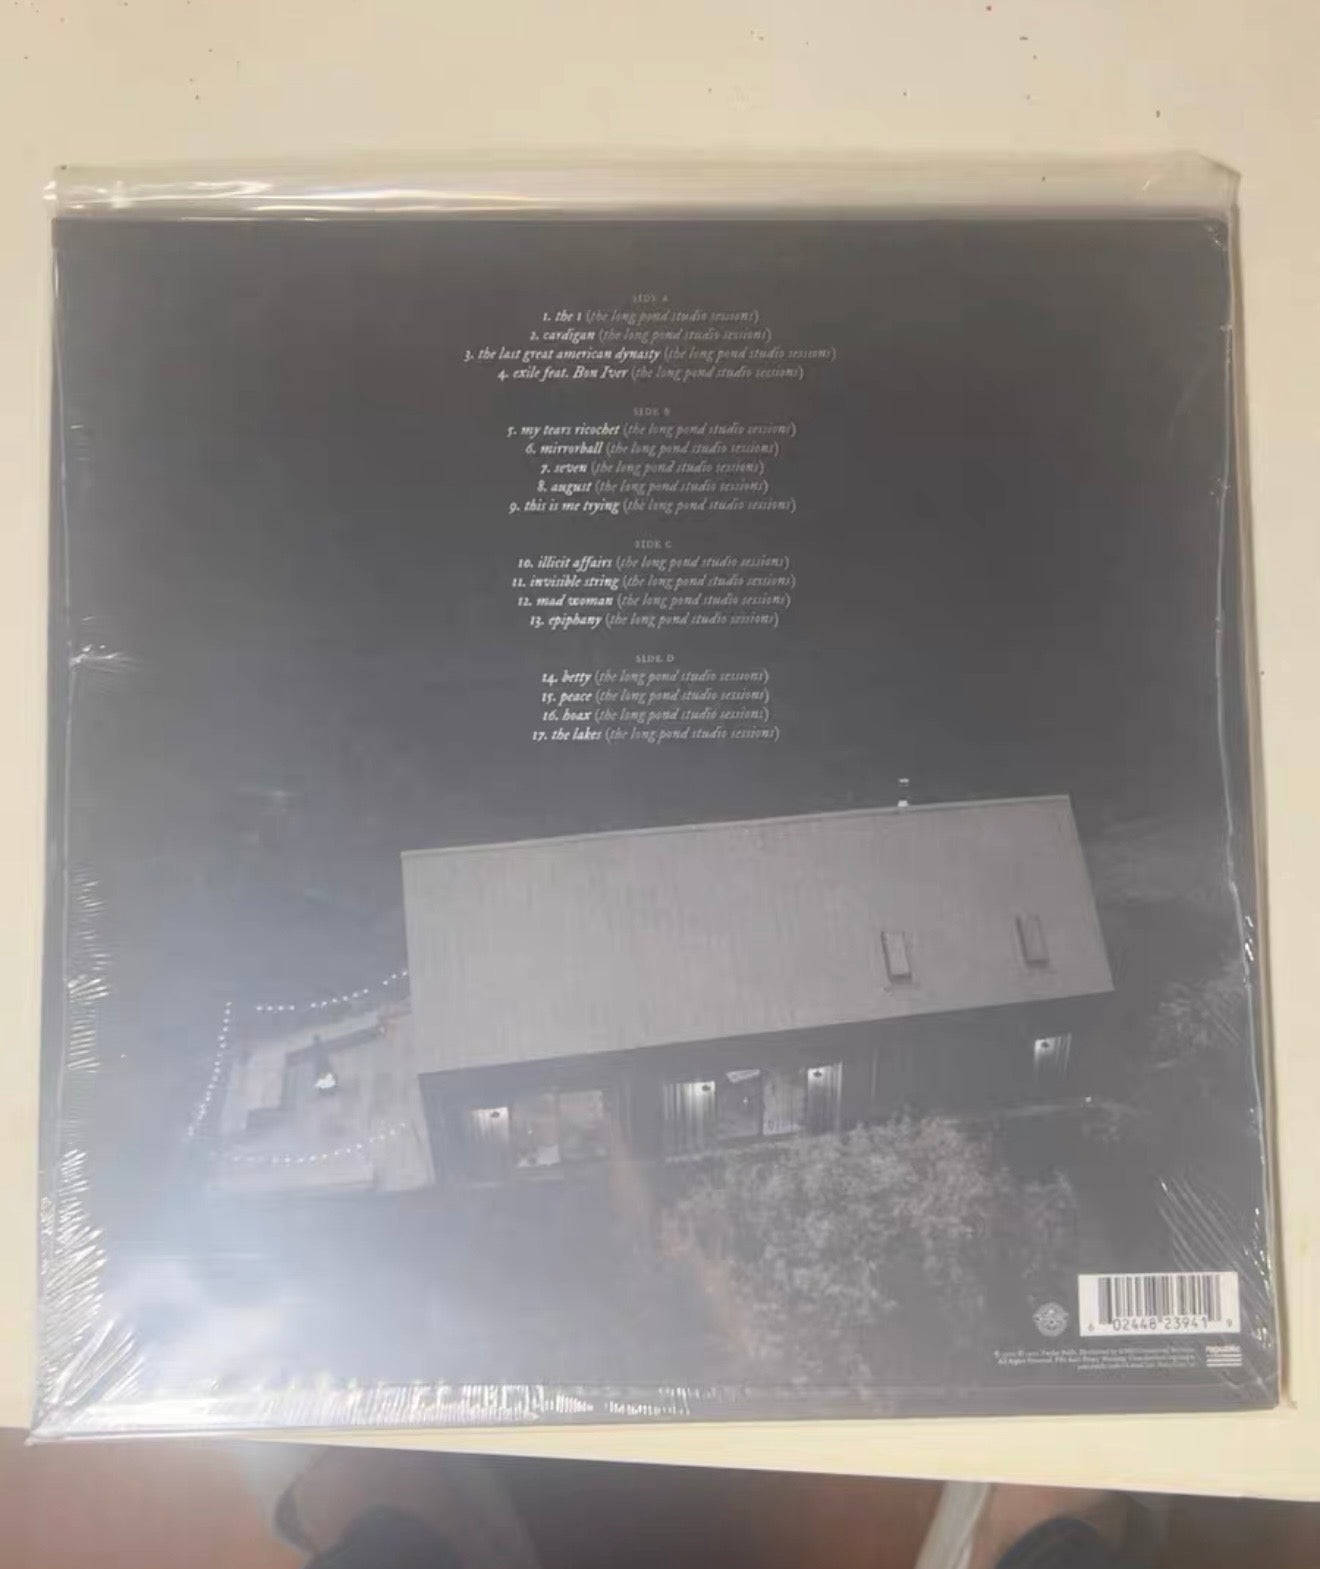 SIDE A
1. the 1 (the long pond studio sessions)
2. cardigan (the long pond studio sessions)
3. the last great american dynasty (the long pond studio sessions)
4. exile feat. Bon Iver (the long pond studio sessions)
SIDE B
5. my tears ricochet (the long pond studio sessions)
6. mirrorball (the long pond studio sessions)
7. seven (the long pond studio sessions)
8. august (the long pond studio sessions)
9. this is me trying (the long pond studio sessions)
SIDE C
10. illicit affairs (the long pond studio sessions)
11. invisible string (the long pond studio sessions)
12. mad woman (the long pond studio sessions)
13. epiphany (the long pond studio sessions)
SIDE D
14. betty (the long pond studio sessions)
15. peace (the long pond studio sessions)
16. hoax (the long pond studio sessions)
17. the lakes (the long pond studio sessions)
6 02448 23941 9
republic
All Rights Reserved.